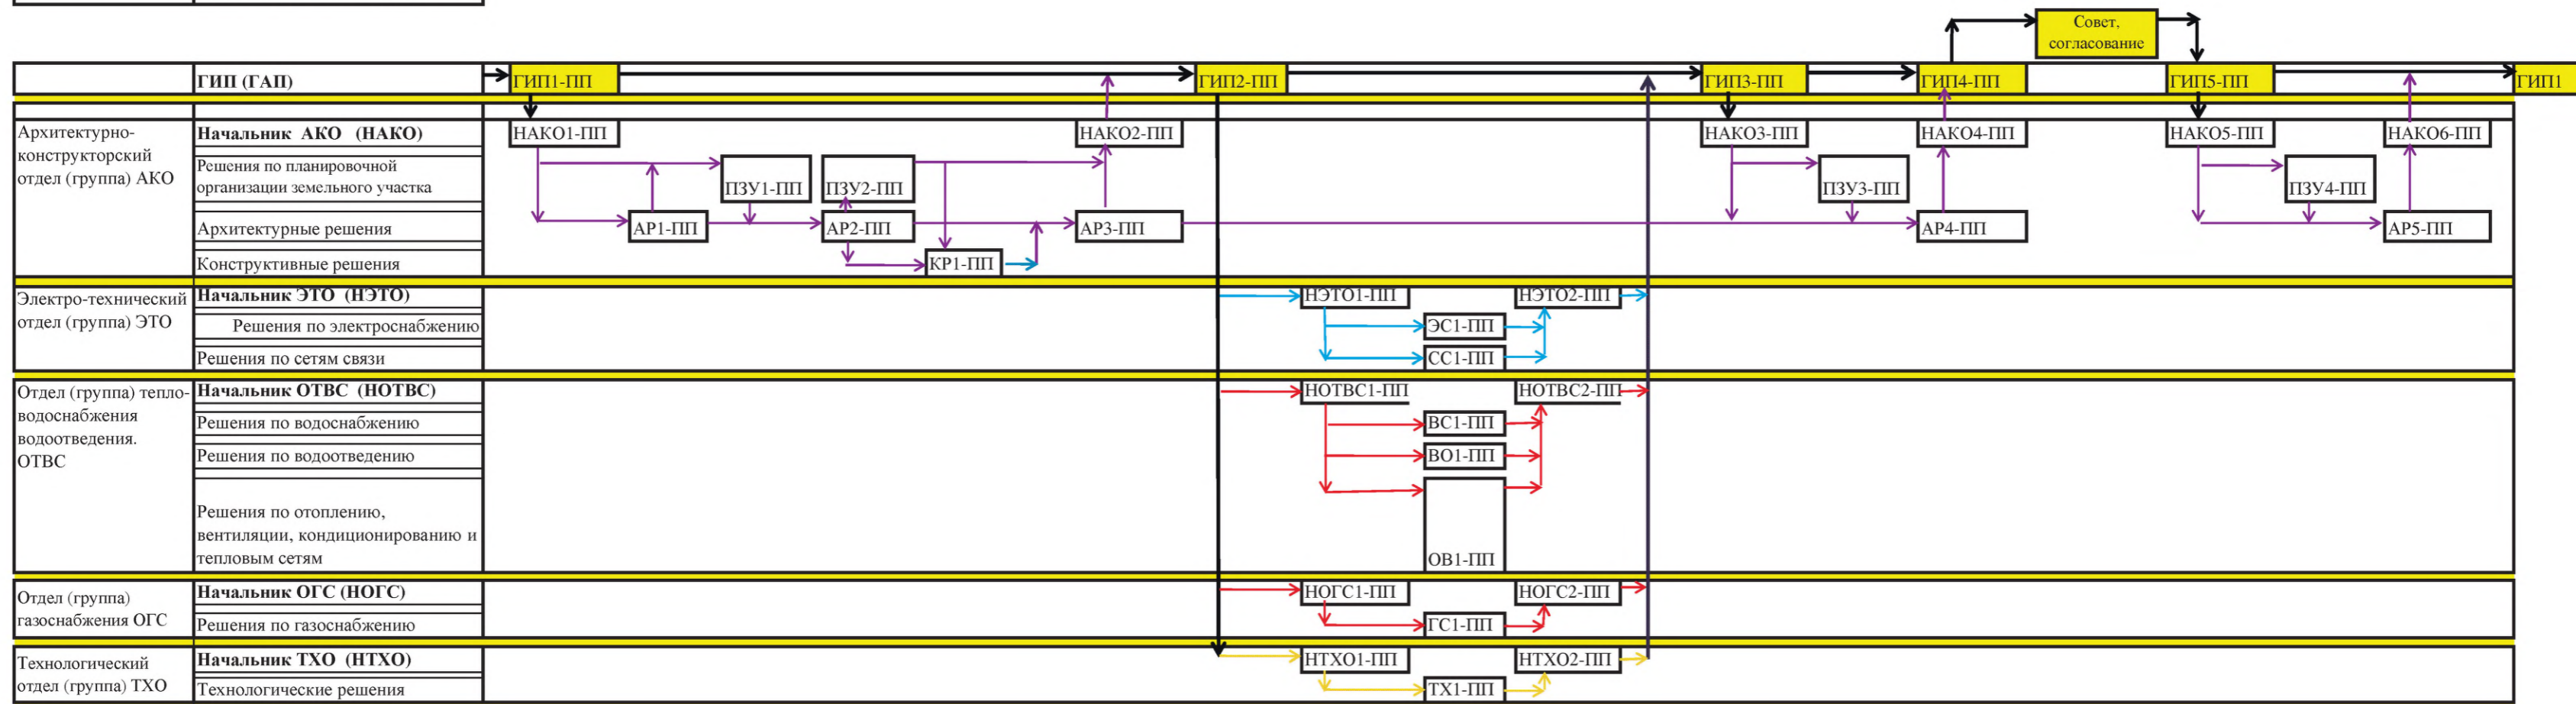 Совет,
согласование
ГИП (ГАП)
ГИП1-ПП
ГИП2-ПП
ГИП3-ПП
ГИП4-ПП
ГИП5-ПП
ГИП1
Архитектурно-
конструкторский
отдел (группа) АКО
Начальник АКО (НАКО)
НАКО1-ПП
НАКО2-ПП
НАКО3-ПП
НАКО4-ПП
НАКО5-ПП
НАКО6-ПП
Решения по планировочной
организации земельного участка
ПЗУ1-ПП
ПЗУ2-ПП
ПЗУ3-ПП
ПЗУ4-ПП
Архитектурные решения
АР1-ПП
АР2-ПП
АР3-ПП
АР4-ПП
АР5-ПП
Конструктивные решения
КР1-ПП
Электро-технический
отдел (группа) ЭТО
Начальник ЭТО (НЭТО)
НЭТО1-ПП
НЭТО2-ПП
Решения по электроснабжению
ЭС1-ПП
Решения по сетям связи
СС1-ПП
Отдел (группа) тепло-
водоснабжения
водоотведения.
ОТВС
Начальник ОТВС (НОТВС)
НОТВС1-ПП
НОТВС2-ПП
Решения по водоснабжению
ВС1-ПП
Решения по водоотведению
ВО1-ПП
Решения по отоплению,
вентиляции, кондиционированию и
тепловым сетям
ОВ1-ПП
Отдел (группа)
газоснабжения ОГС
Начальник ОГС (НОГС)
НОГС1-ПП
НОГС2-ПП
Решения по газоснабжению
ГС1-ПП
Технологический
отдел (группа) ТХО
Начальник ТХО (НТХО)
НТХО1-ПП
НТХО2-ПП
Технологические решения
ТХ1-ПП